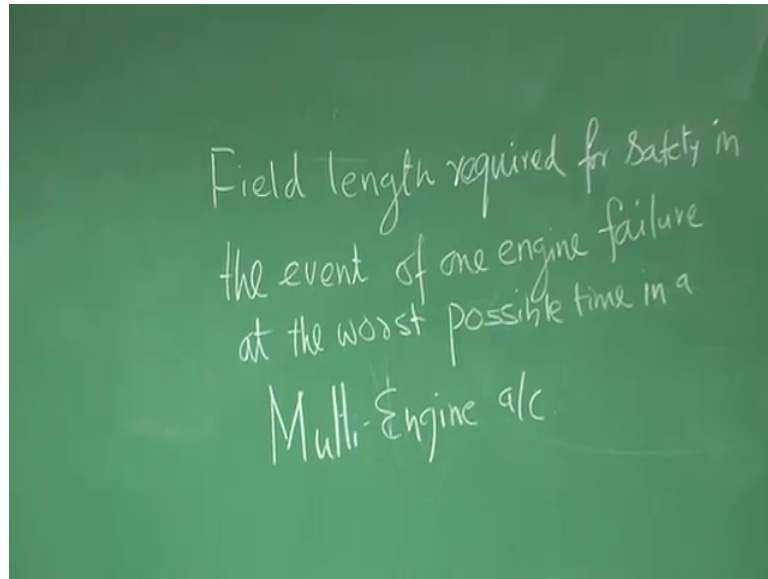 Field length required for safety in
the event of one engine failure
at the worst possible time in a
Multi-Engine a/c.